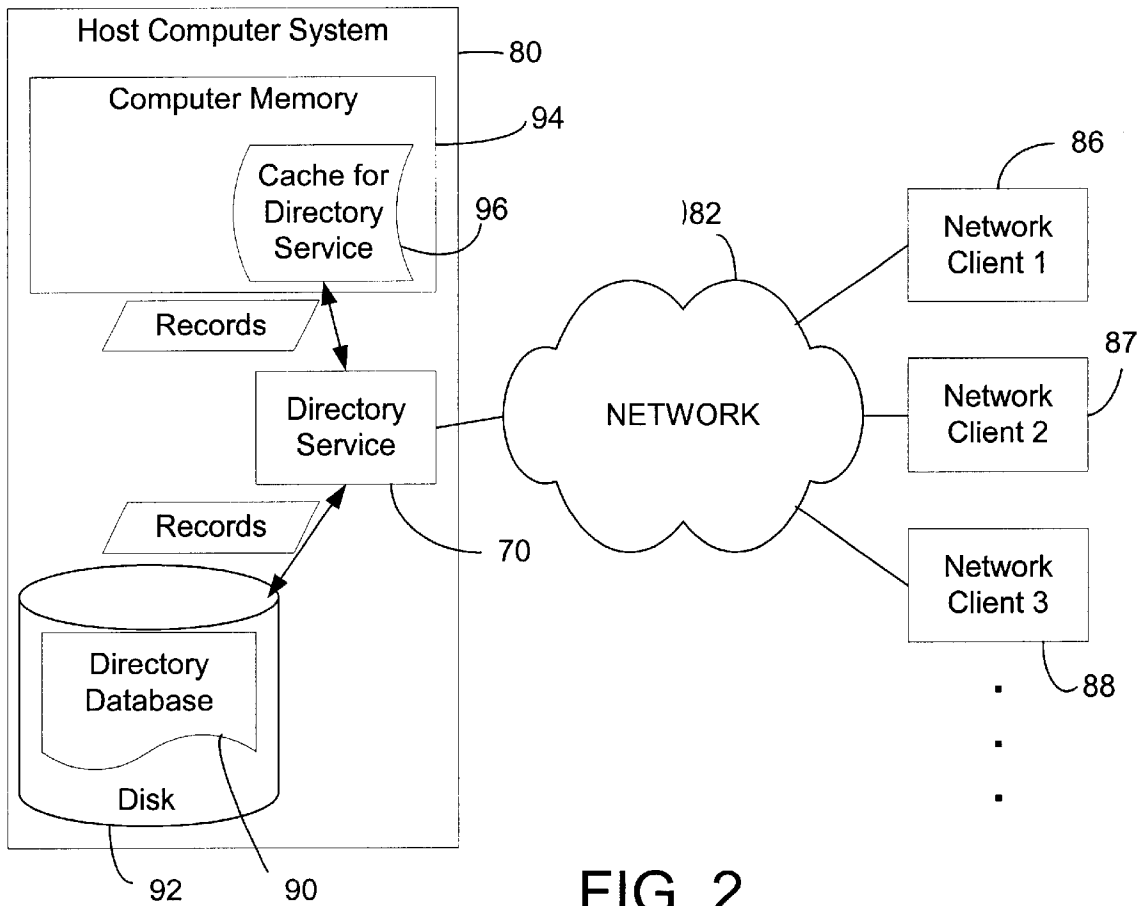 Host Computer System
80
Computer Memory
94
Cache for
Directory
Service
96
Records
Directory
Service
70
Records
Directory
Database
Disk
92
90
)82
NETWORK
86
Network
Client 1
87
Network
Client 2
Network
Client 3
88
FIG. 2